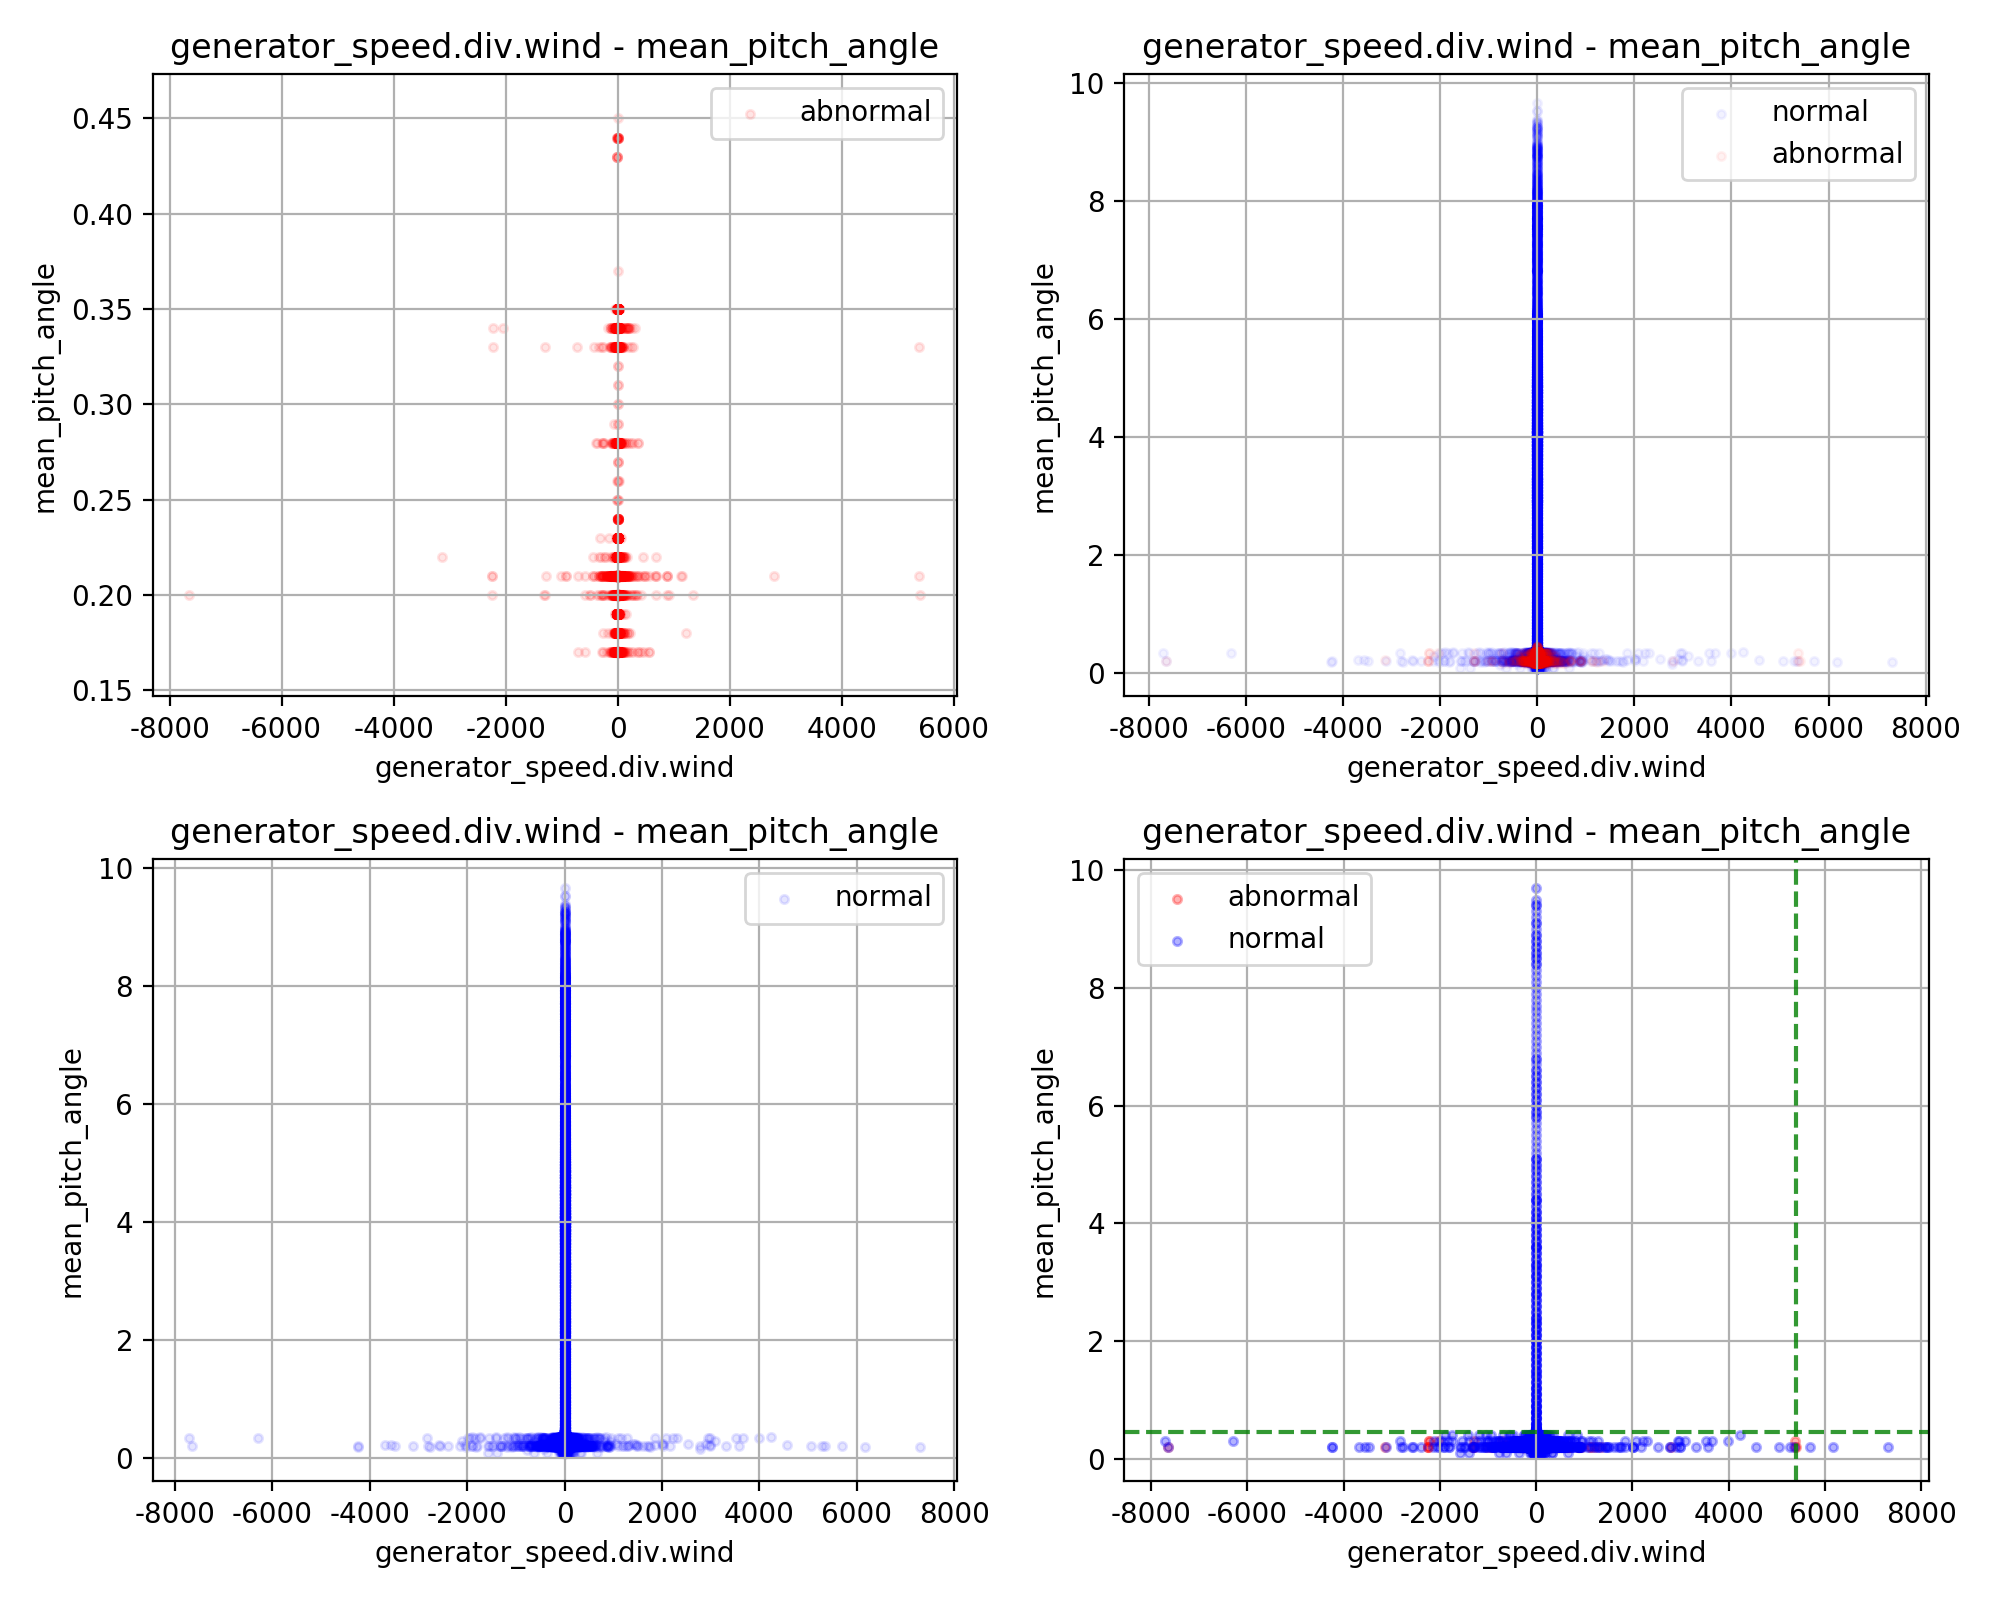 generator_speed.div.wind - mean_pitch_angle
abnormal
0.45
0.40
0.35
0.30
0.25
0.20
0.15
mean_pitch_angle
-8000 -6000 -4000 -2000 0 2000 4000 6000
generator_speed.div.wind
generator_speed.div.wind - mean_pitch_angle
normal
abnormal
10
8
6
4
2
0
mean_pitch_angle
-8000 -6000 -4000 -2000 0 2000 4000 6000 8000
generator_speed.div.wind
generator_speed.div.wind - mean_pitch_angle
normal
10
8
6
4
2
0
mean_pitch_angle
-8000 -6000 -4000 -2000 0 2000 4000 6000 8000
generator_speed.div.wind
generator_speed.div.wind - mean_pitch_angle
abnormal
normal
10
8
6
4
2
0
mean_pitch_angle
-8000 -6000 -4000 -2000 0 2000 4000 6000 8000
generator_speed.div.wind